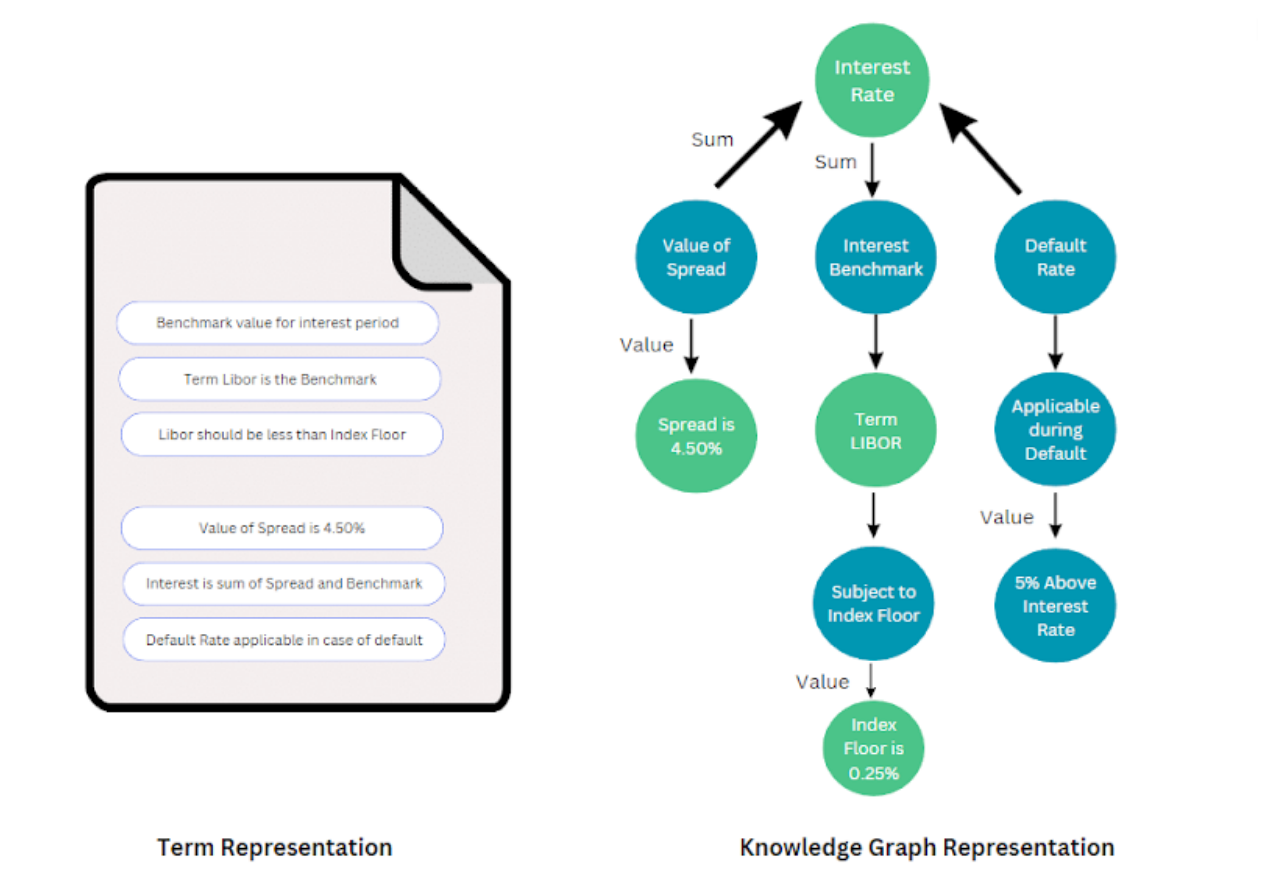 Benchmark value for interest period
Term Libor is the Benchmark
Libor should be less than Index Floor
Value of Spread is 4.50%
Interest is sum of Spread and Benchmark
Default Rate applicable in case of default
Term Representation
Interest
Rate
Sum
Sum
Value of
Spread
Interest
Benchmark
Default
Rate
Value
Spread is
4.50%
Term
LIBOR
Applicable
during
Default
Value
Subject to
Index Floor
5% Above
Interest
Rate
Value
Index
Floor is
0.25%
Knowledge Graph Representation